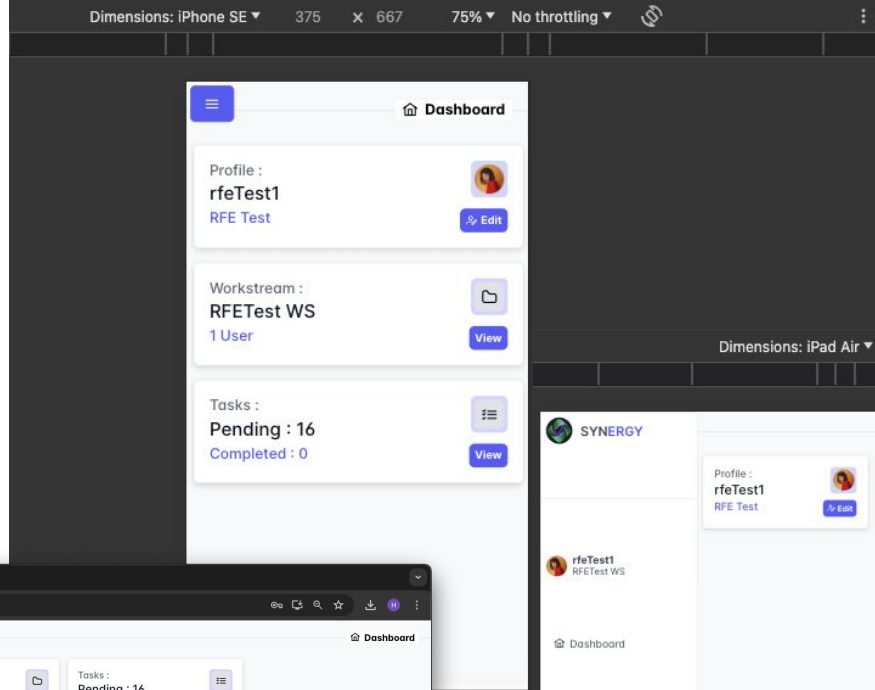 Dimensions: iPhone SE 375 × 667 75% No throttling
Dashboard
Profile :
rfeTest1
RFE Test
Edit
Workstream :
RFETest WS
1 User
View
Tasks :
Pending : 16
Completed : 0
View
Dimensions: iPad Air
SYNERGY
Profile :
rfeTest1
RFE Test
Edit
rfeTest1
RFETest WS
Dashboard
H
Dashboard
Tasks :
Pending : 16